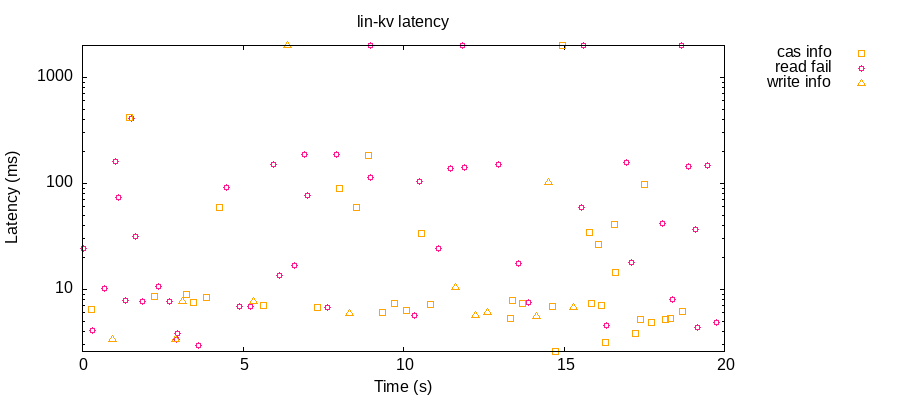 lin-kv latency
cas info
read fail
write info
1000
100
10
Latency (ms)
0 5 10 15 20
Time (s)